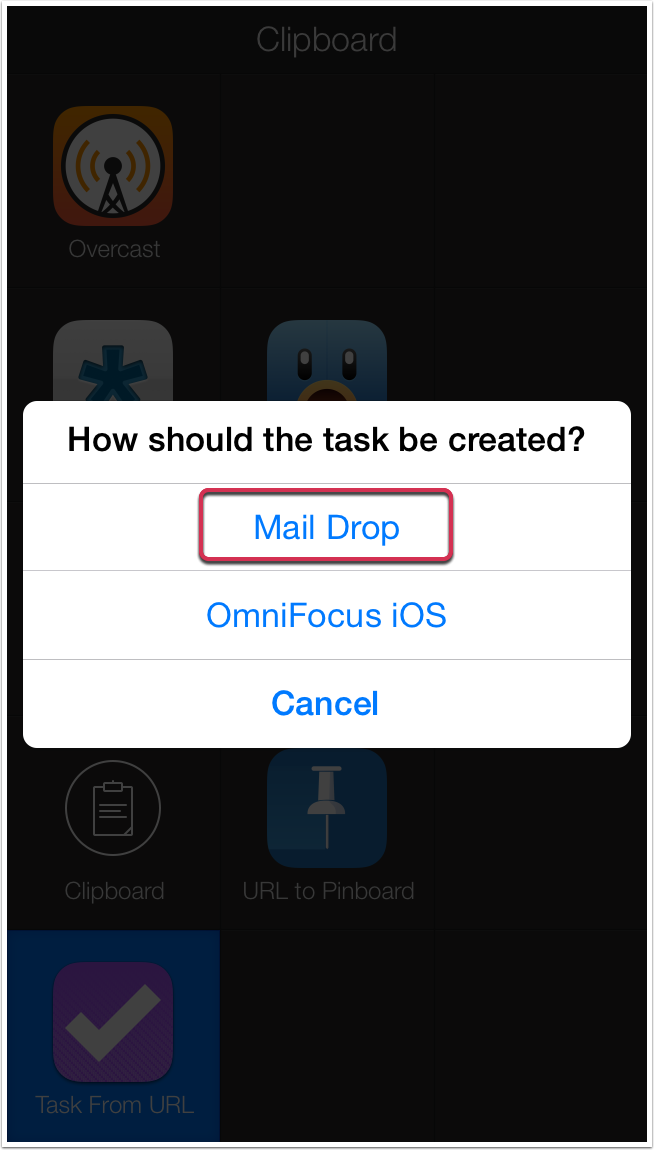 Clipboard
Overcast
How should the task be created?
Mail Drop
OmniFocus iOS
Cancel
Clipboard
URL to Pinboard
Task From URL